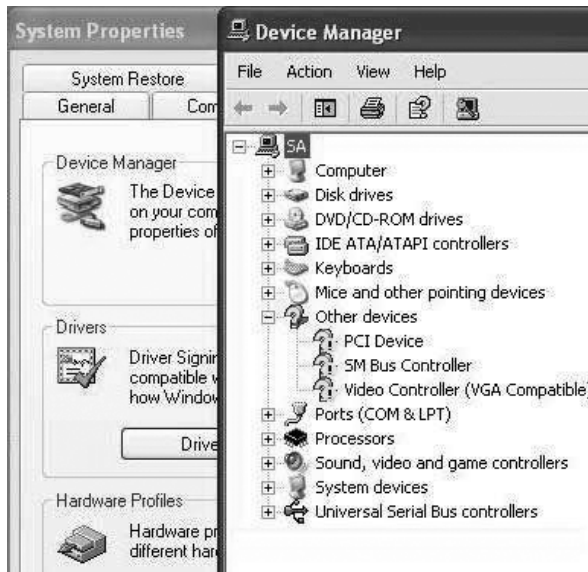 System Properties
System Restore
General
Com
Device Manager
The Device
on your com
properties of
Drivers
Driver Signin
compatible w
how Window
Drive
Hardware Profiles
Hardware pr
different har
Device Manager
File Action View Help
SA
Computer
Disk drives
DVD/CD-ROM drives
IDE ATA/ATAPI controllers
Keyboards
Mice and other pointing devices
Other devices
PCI Device
SM Bus Controller
Video Controller (VGA Compatible)
Ports (COM & LPT)
Processors
Sound, video and game controllers
System devices
Universal Serial Bus controllers